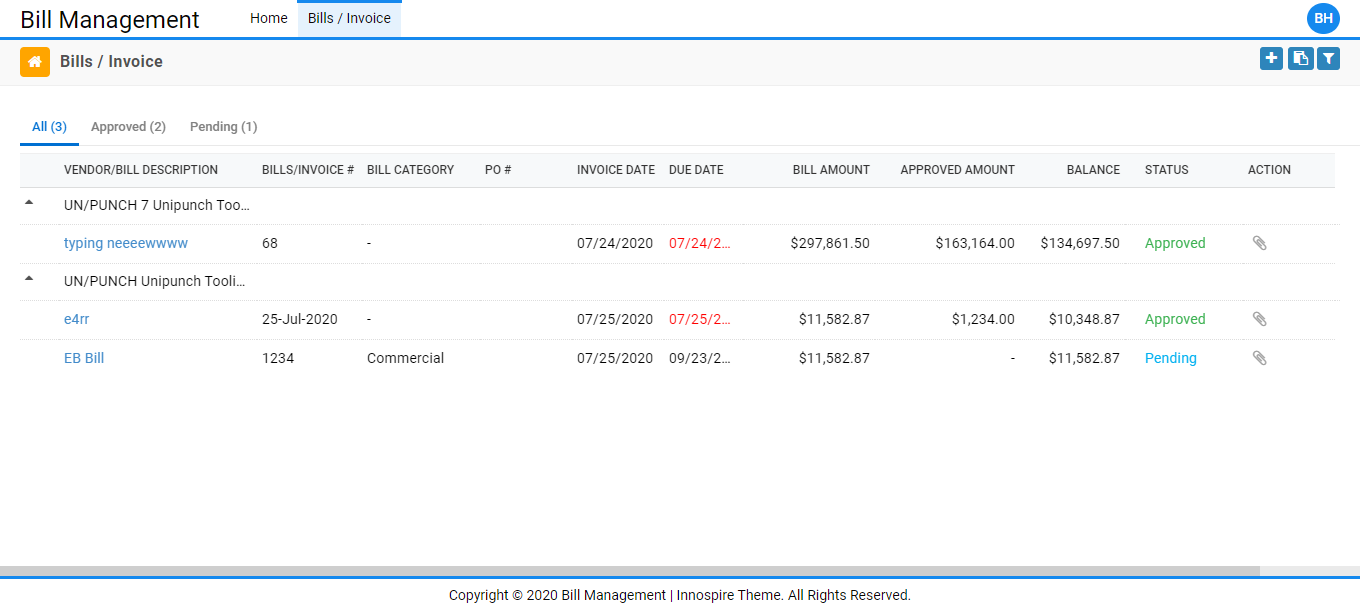 Bill Management Home Bills / Invoice BH
Bills / Invoice
All (3) Approved (2) Pending (1)
VENDOR/BILL DESCRIPTION BILLS/INVOICE # BILL CATEGORY PO # INVOICE DATE DUE DATE BILL AMOUNT APPROVED AMOUNT BALANCE STATUS ACTION
UN/PUNCH 7 Unipunch Too...
typing neeeewwww 68 - 07/24/2020 07/24/2... $297,861.50 $163,164.00 $134,697.50 Approved
UN/PUNCH Unipunch Tooli...
e4rr 25-Jul-2020 - 07/25/2020 07/25/2... $11,582.87 $1,234.00 $10,348.87 Approved
EB Bill 1234 Commercial 07/25/2020 09/23/2... $11,582.87 - $11,582.87 Pending
Copyright © 2020 Bill Management | Innospire Theme. All Rights Reserved.